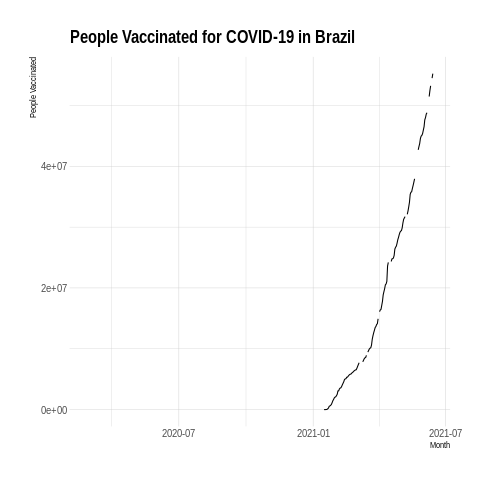 People Vaccinated for COVID-19 in Brazil
People Vaccinated
4e+07
2e+07
0e+00
2020-07
2021-01
2021-07
Month